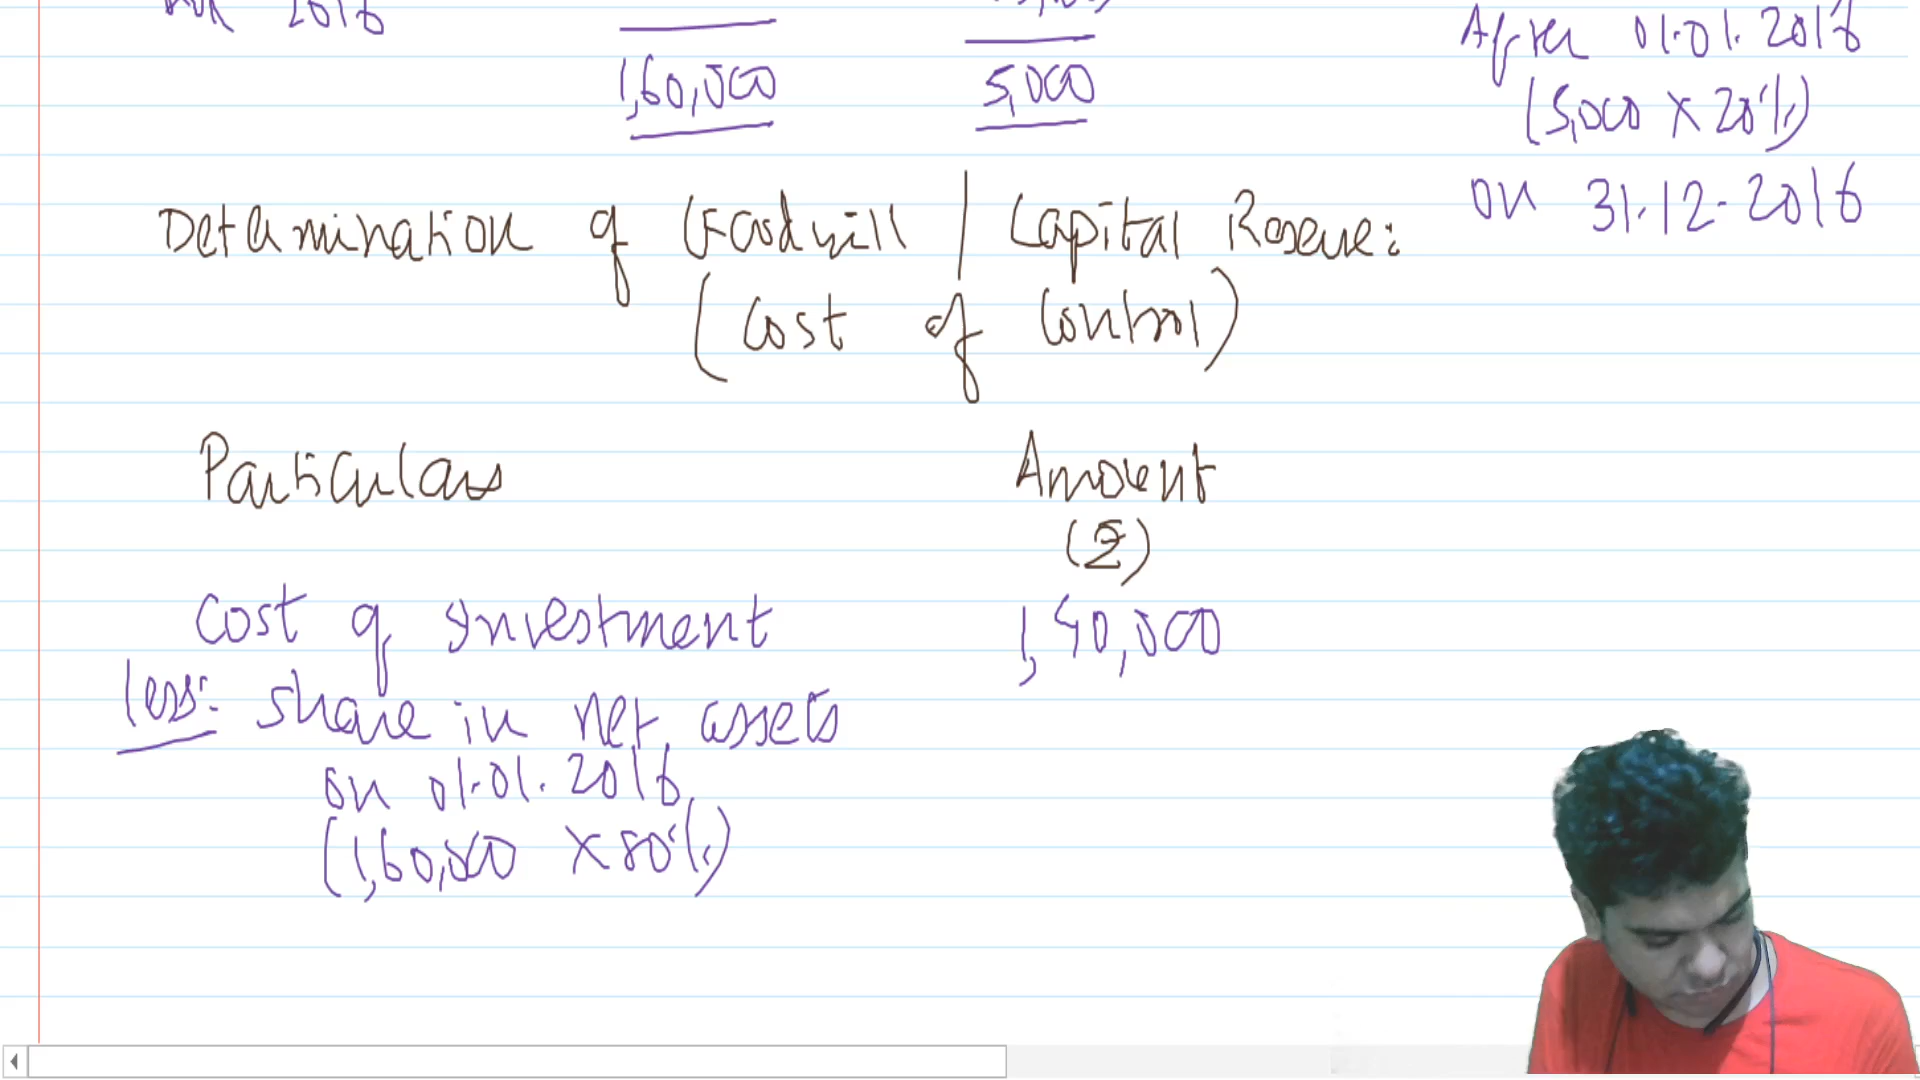 2016
1,60,000 5,000
After 01.01.2016
(5,000 X 20%)
on 31.12.2016
Determination of Goodwill / Capital Reserve:
(Cost of Control)
Particulars Amount
(₹)
Cost of Investment 1,40,000
less: share in net assets
on 01.01.2016
(1,60,000 X 80%)